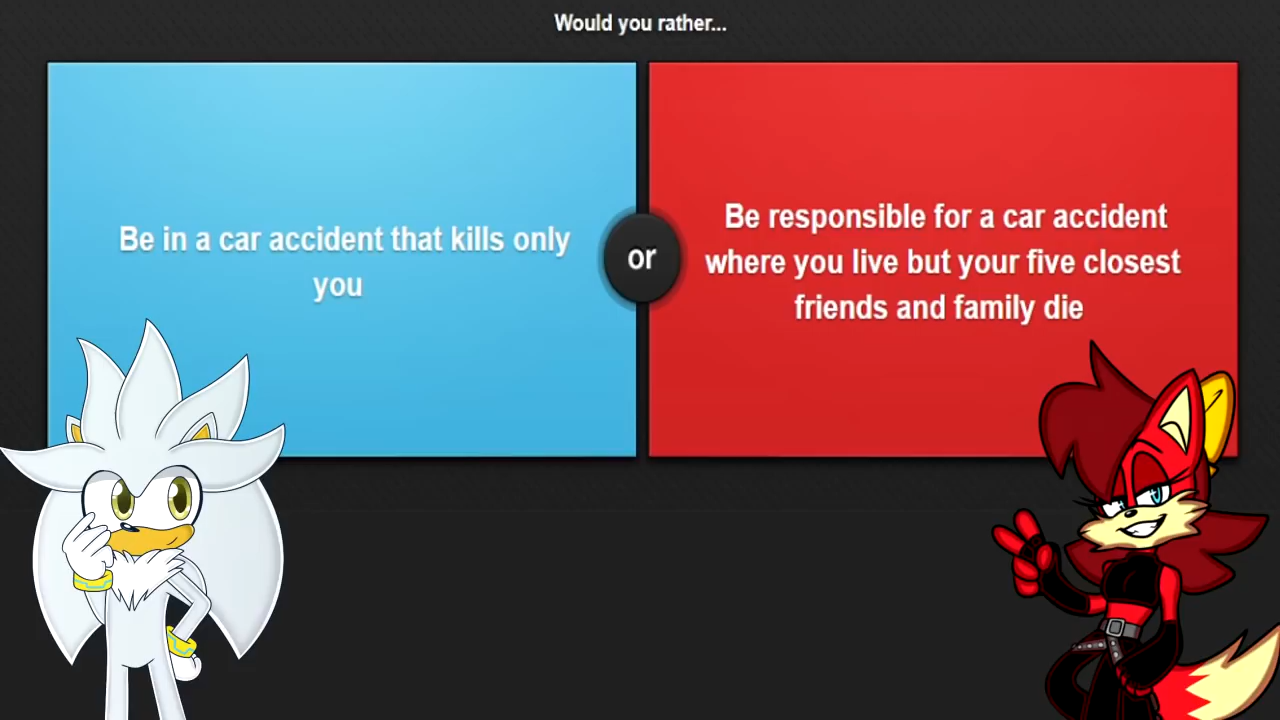 Would you rather...
Be in a car accident that kills only
you
or
Be responsible for a car accident
where you live but your five closest
friends and family die